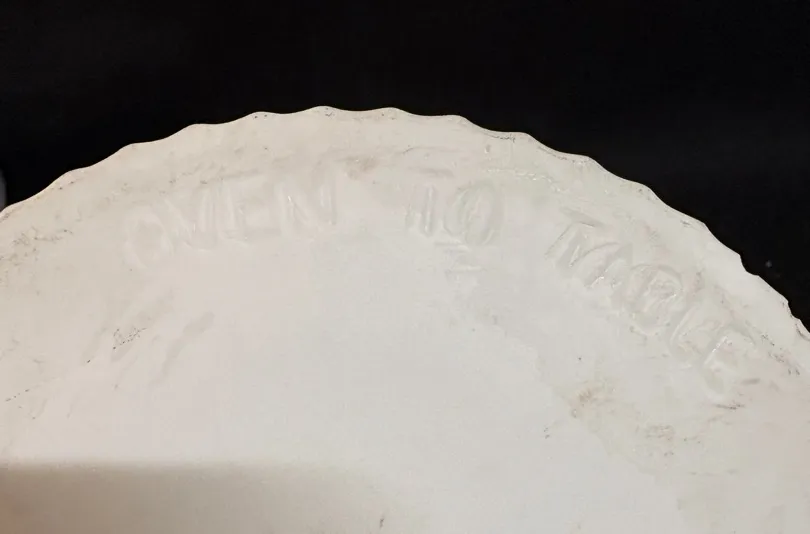 OVEN TO TABLE